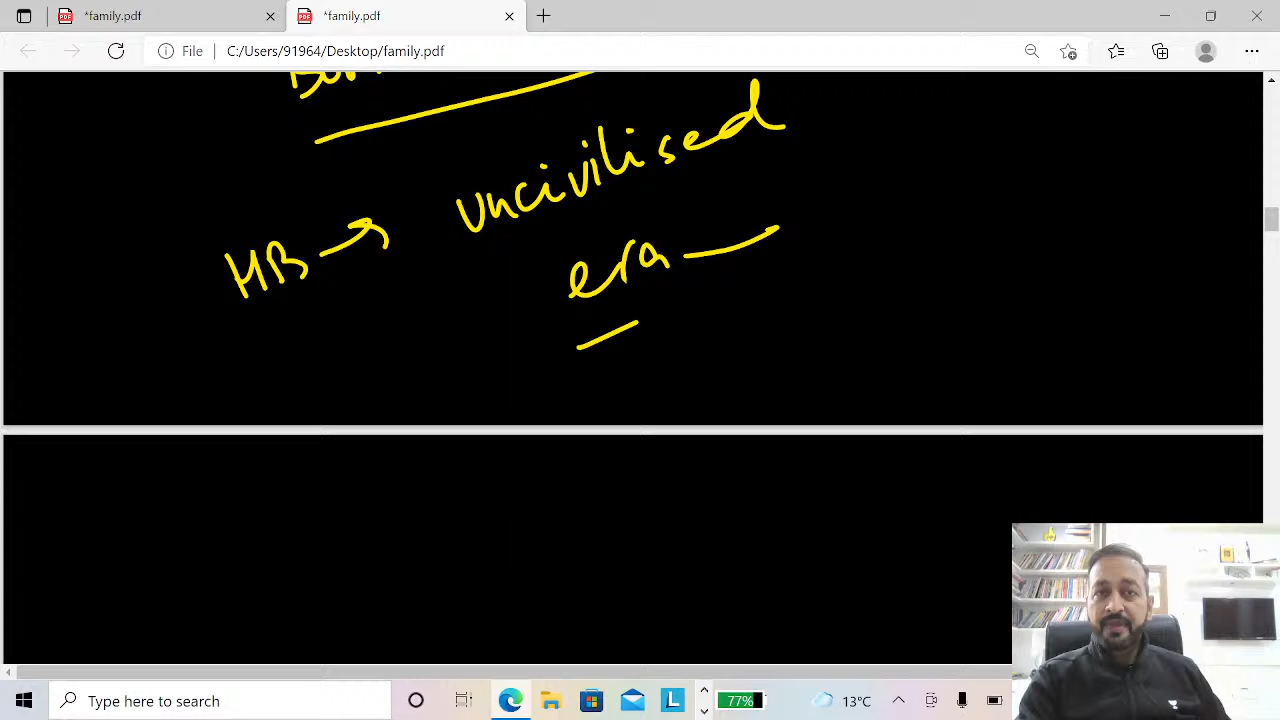 *family.pdf
*family.pdf
File
C:/Users/91964/Desktop/family.pdf
uncivilised
HB →
era —
Type here to search
L
77%
13°C